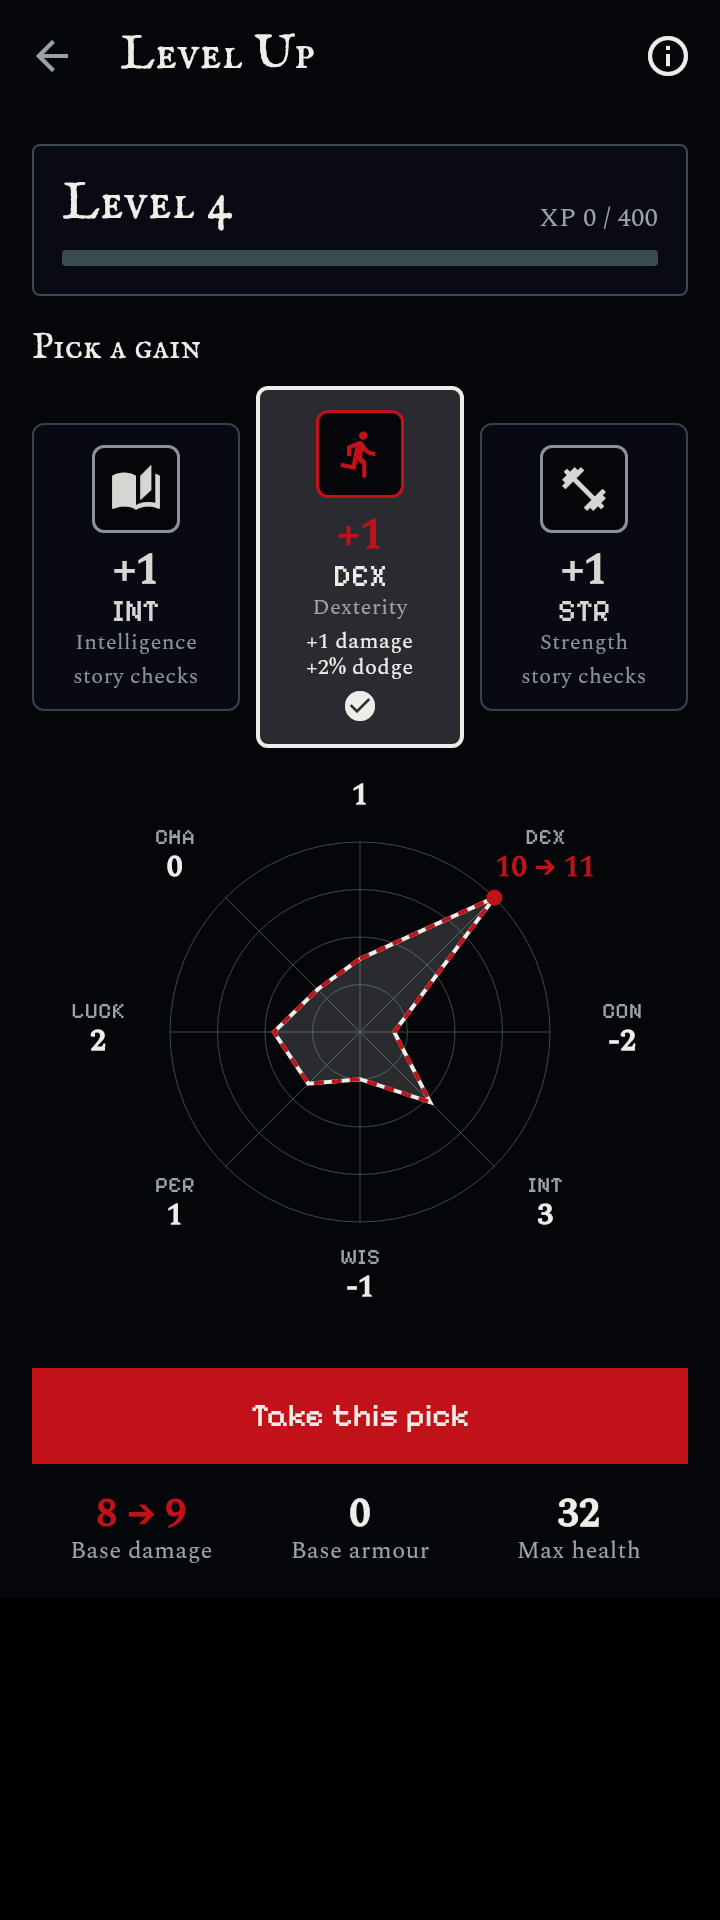 Level Up
Level 4
XP 0 / 400
Pick a gain
+1
INT
Intelligence
story checks
+1
DEX
Dexterity
+1 damage
+2% dodge
+1
STR
Strength
story checks
1
CHA
0
DEX
10 → 11
LUCK
2
CON
-2
PER
1
INT
3
WIS
-1
Take this pick
8 → 9
Base damage
0
Base armour
32
Max health